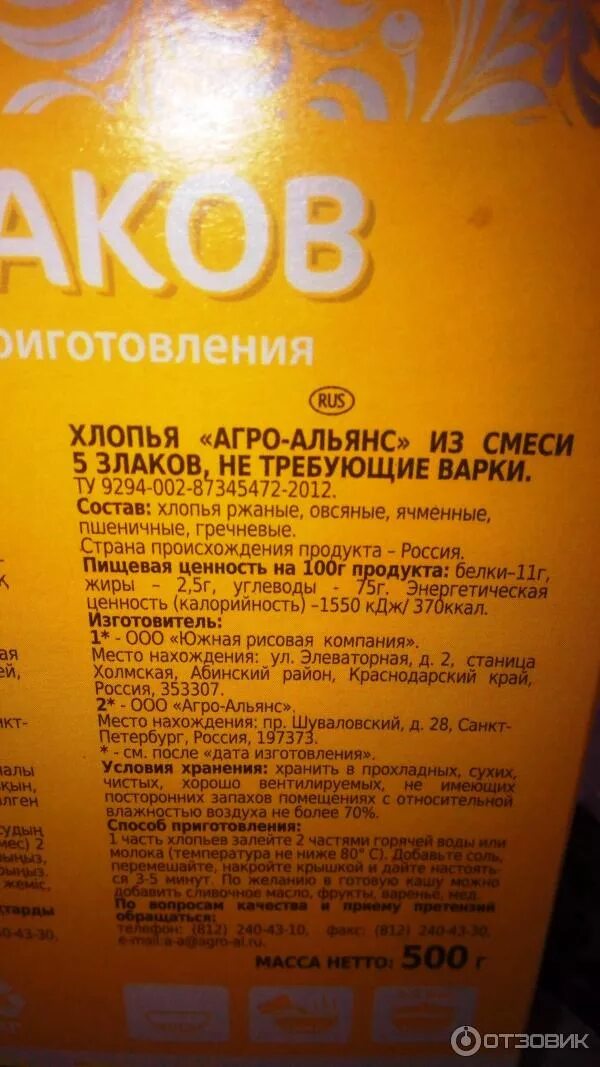 АКОВ
риготовления
RUS
ХЛОПЬЯ «АГРО-АЛЬЯНС» ИЗ СМЕСИ
5 ЗЛАКОВ, НЕ ТРЕБУЮЩИЕ ВАРКИ.
ТУ 9294-002-87345472-2012.
Состав: хлопья ржаные, овсяные, ячменные,
пшеничные, гречневые.
Страна происхождения продукта – Россия.
Пищевая ценность на 100г продукта: белки–11г,
жиры – 2,5г, углеводы - 75г. Энергетическая
ценность (калорийность) –1550 кДж/ 370ккал.
Изготовитель:
1* - ООО «Южная рисовая компания».
Место нахождения: ул. Элеваторная, д. 2, станица
Холмская, Абинский район, Краснодарский край,
Россия, 353307.
2* - ООО «Агро-Альянс».
Место нахождения: пр. Шуваловский, д. 28, Санкт-
Петербург, Россия, 197373.
* - см. после «дата изготовления».
Условия хранения: хранить в прохладных, сухих,
чистых, хорошо вентилируемых, не имеющих
посторонних запахов помещениях с относительной
влажностью воздуха не более 70%.
Способ приготовления:
1 часть хлопьев залейте 2 частями горячей воды или
молока (температура не ниже 80° С). Добавьте соль,
перемешайте, накройте крышкой и дайте настоять-
ся 3-5 минут. По желанию в готовую кашу можно
добавить сливочное масло, фрукты, варенье, мед.
По вопросам качества и приему претензий
обращаться:
телефон: (812) 240-43-10, факс: (812) 240-43-30,
e-mail.a-a@agro-al.ru.
МАССА НЕТТО: 500 г
ОТЗОВИК